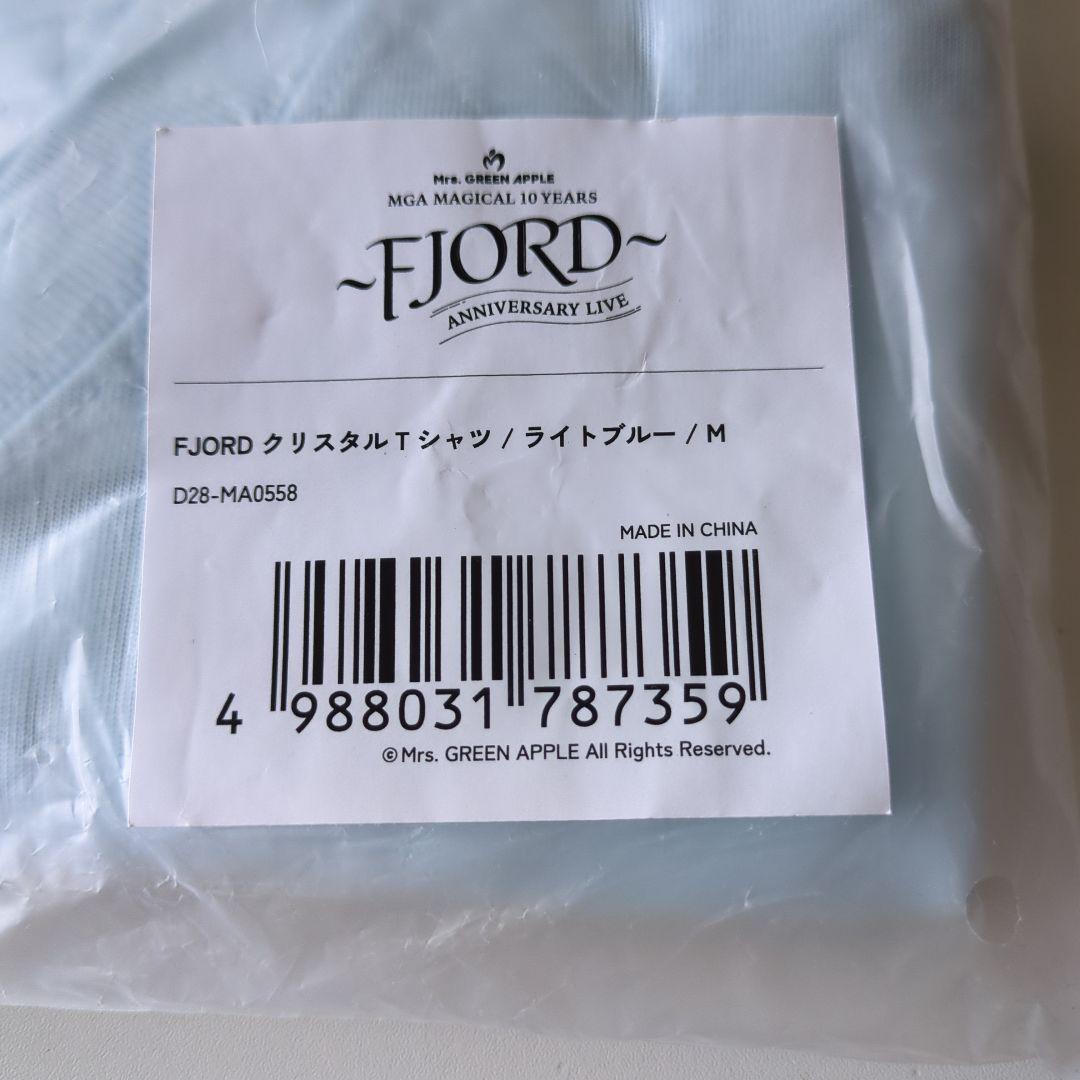 Mrs. GREEN APPLE
MGA MAGICAL 10 YEARS
~FJORD~
ANNIVERSARY LIVE
FJORD クリスタルTシャツ / ライトブルー / M
D28-MA0558
MADE IN CHINA
4 988031 787359
©Mrs. GREEN APPLE All Rights Reserved.